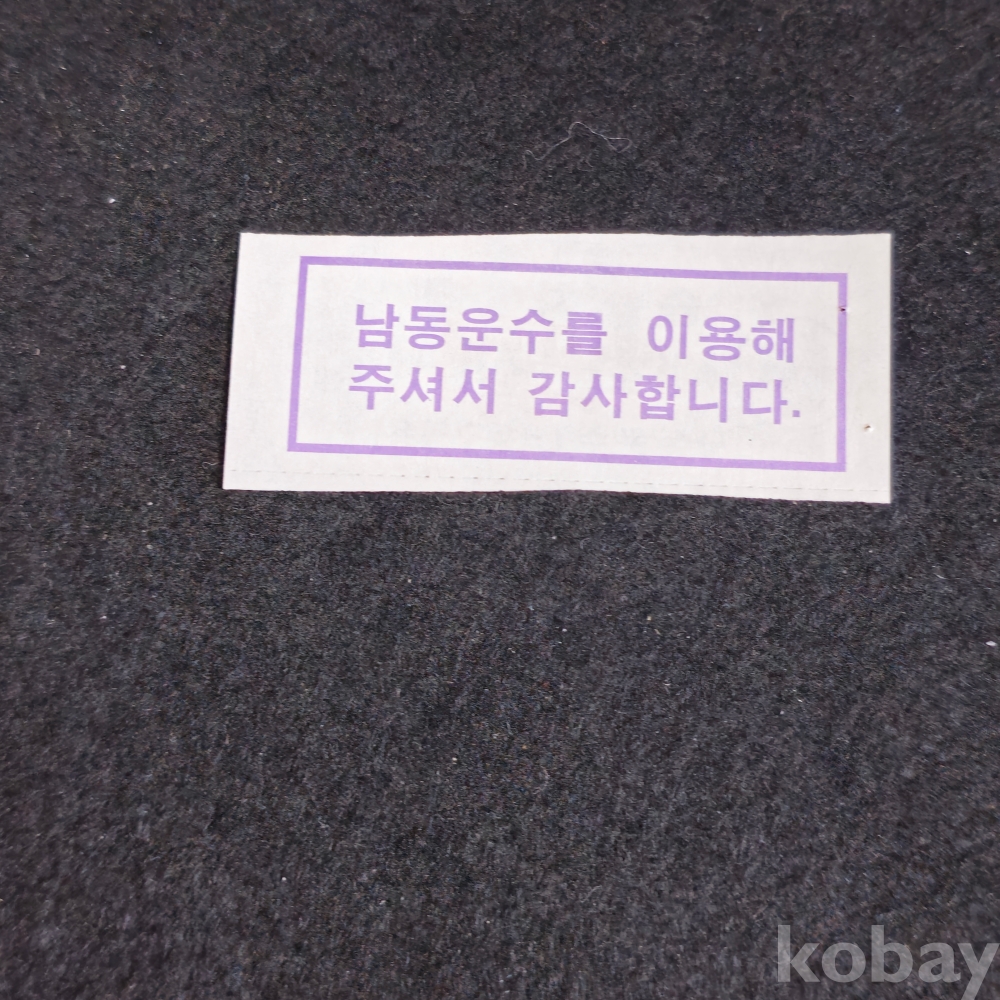 남동운수를 이용해
주셔서 감사합니다.
kobay